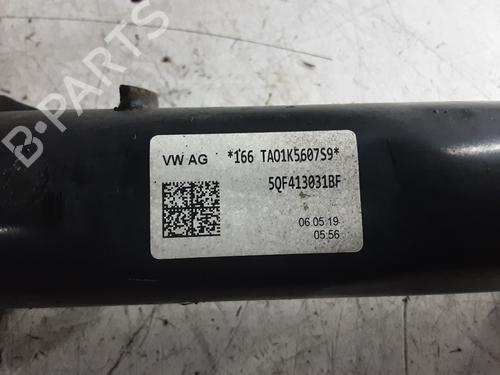 B-PARTS
VW AG *166 TA01K5607S9*
5QF413031BF
06.05.19
05:56